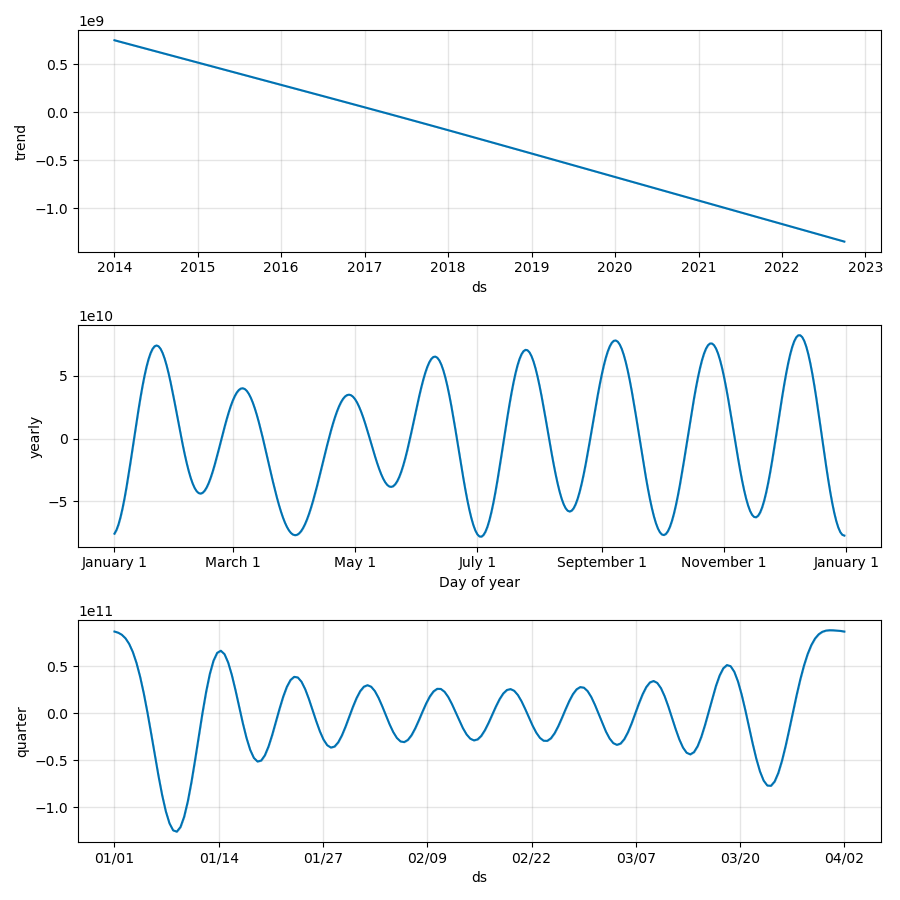 1e9
trend
0.5
0.0
−0.5
−1.0
2014 2015 2016 2017 2018 2019 2020 2021 2022 2023
ds
1e10
yearly
5
0
−5
January 1 March 1 May 1 July 1 September 1 November 1 January 1
Day of year
1e11
quarter
0.5
0.0
−0.5
−1.0
01/01 01/14 01/27 02/09 02/22 03/07 03/20 04/02
ds